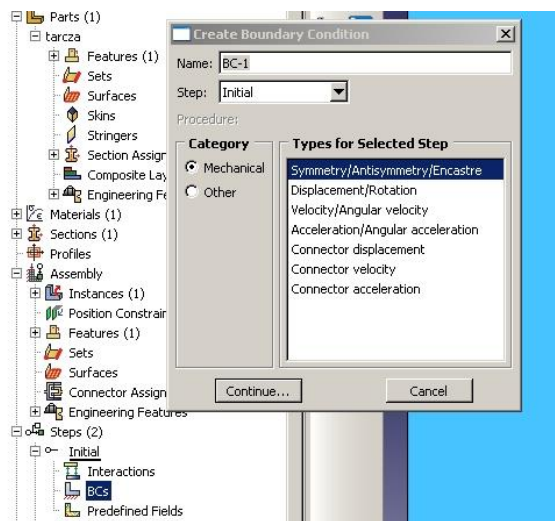 Parts (1)
tarcza
Features (1)
Sets
Surfaces
Skins
Stringers
Section Assign
Composite Lay
Engineering Fe
Materials (1)
Sections (1)
Profiles
Assembly
Instances (1)
Position Constrair
Features (1)
Sets
Surfaces
Connector Assign
Engineering Features
Steps (2)
Initial
Interactions
BCs
Predefined Fields
Create Boundary Condition
Name: BC-1
Step: Initial
Procedure:
Category
Mechanical
Other
Types for Selected Step
Symmetry/Antisymmetry/Encastre
Displacement/Rotation
Velocity/Angular velocity
Acceleration/Angular acceleration
Connector displacement
Connector velocity
Connector acceleration
Continue...
Cancel